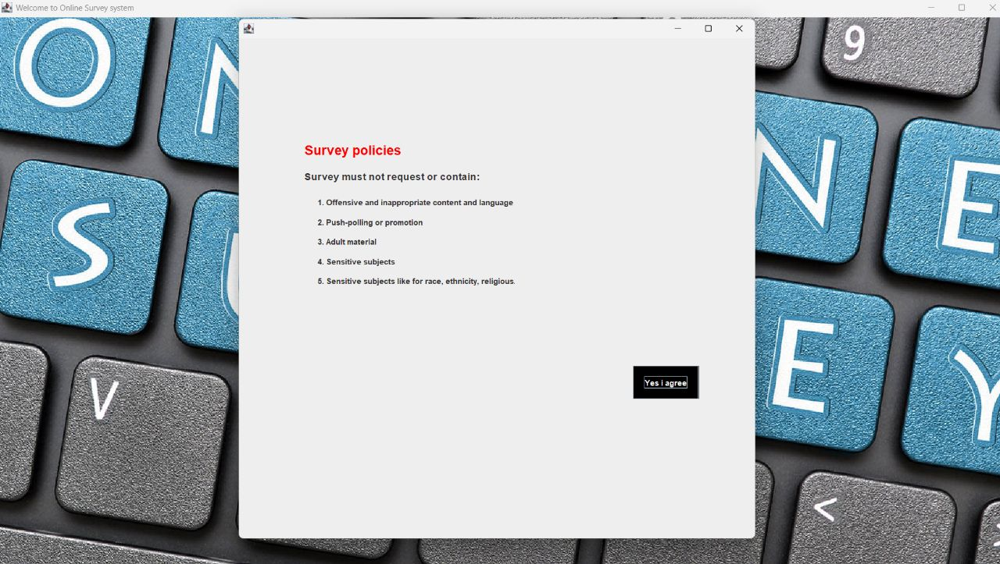 Welcome to Online Survey system
Survey policies
Survey must not request or contain:
1. Offensive and inappropriate content and language
2. Push-polling or promotion
3. Adult material
4. Sensitive subjects
5. Sensitive subjects like for race, ethnicity, religious.
Yes i agree
9
O N
N E
S U
E Y
V
<